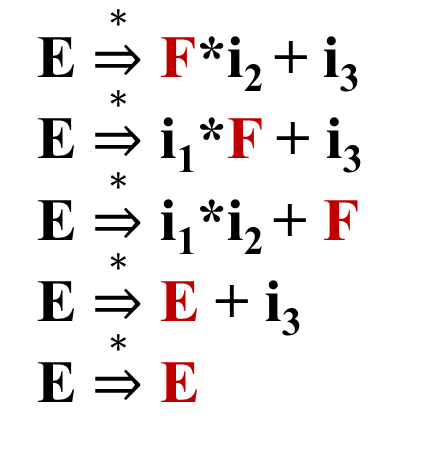 E ⇒* F*i₂ + i₃
E ⇒* i₁*F + i₃
E ⇒* i₁*i₂ + F
E ⇒* E + i₃
E ⇒* E